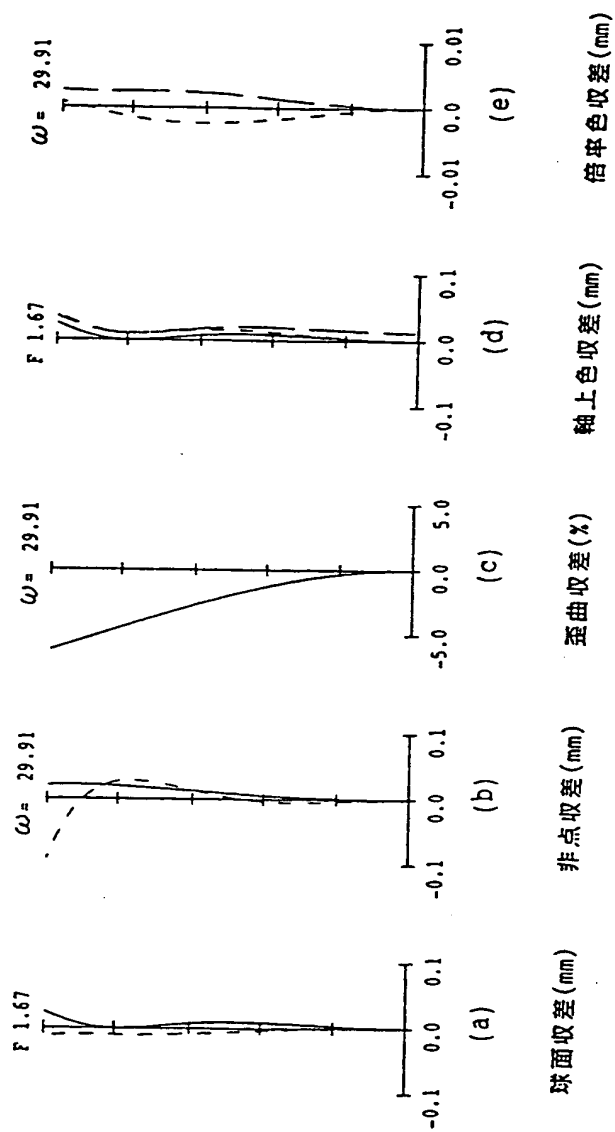 F 1.67
-0.1 0.0 0.1
(a)
球面収差(mm)
ω= 29.91
-0.1 0.0 0.1
(b)
非点収差(mm)
ω= 29.91
-5.0 0.0 5.0
(c)
歪曲収差(%)
F 1.67
-0.1 0.0 0.1
(d)
軸上色収差(mm)
ω= 29.91
-0.01 0.0 0.01
(e)
倍率色収差(mm)